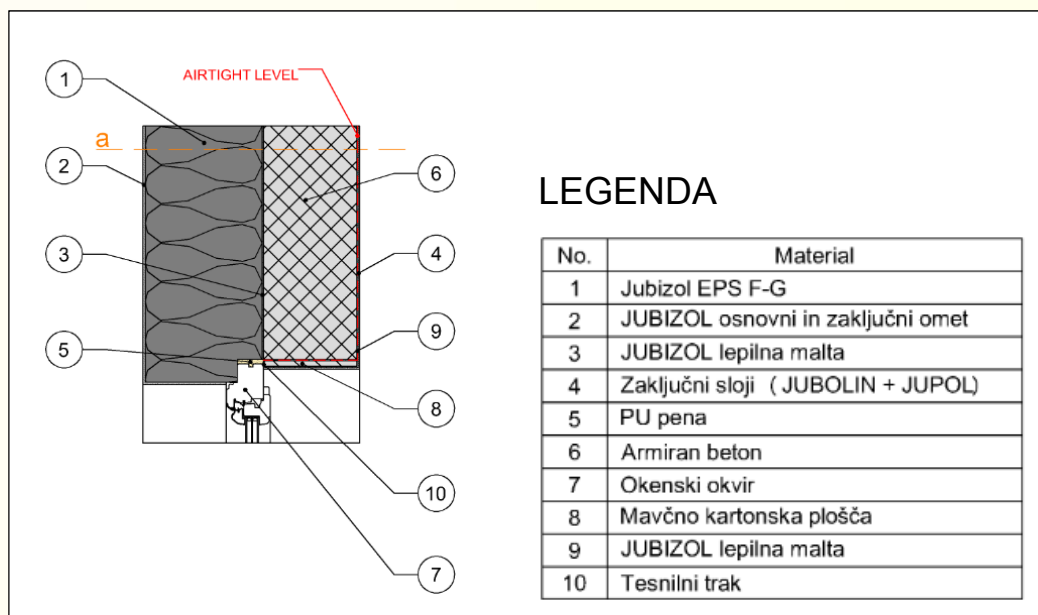 AIRTIGHT LEVEL
1
a
2
6
3
4
5
9
8
10
7
LEGENDA
No. Material
1 Jubizol EPS F-G
2 JUBIZOL osnovni in zaključni omet
3 JUBIZOL lepilna malta
4 Zaključni sloji ( JUBOLIN + JUPOL)
5 PU pena
6 Armiran beton
7 Okenski okvir
8 Mavčno kartonska plošča
9 JUBIZOL lepilna malta
10 Tesnilni trak